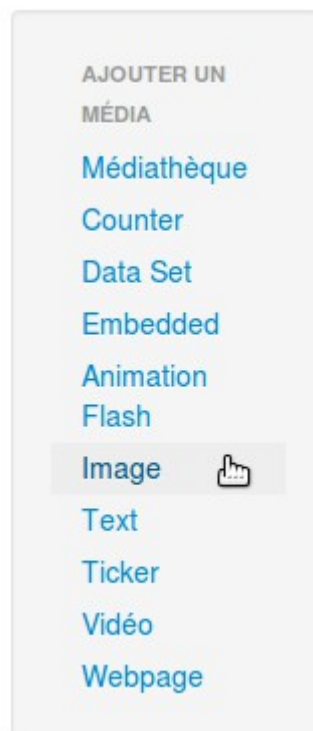 AJOUTER UN
MÉDIA
Médiathèque
Counter
Data Set
Embedded
Animation
Flash
Image
Text
Ticker
Vidéo
Webpage